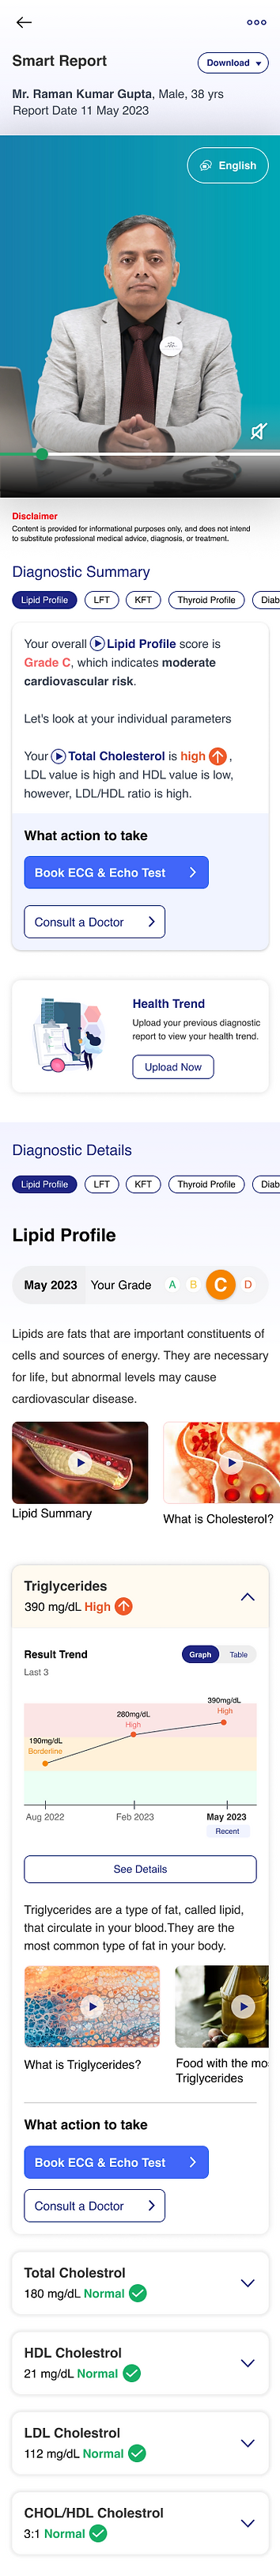 Smart Report
Download
Mr. Raman Kumar Gupta, Male, 38 yrs
Report Date 11 May 2023
English
Disclaimer
Content is provided for informational purposes only, and does not intend
to substitute professional medical advice, diagnosis, or treatment.
Diagnostic Summary
Lipid Profile LFT KFT Thyroid Profile Diab
Your overall Lipid Profile score is
Grade C, which indicates moderate
cardiovascular risk.
Let's look at your individual parameters
Your Total Cholesterol is high ,
LDL value is high and HDL value is low,
however, LDL/HDL ratio is high.
What action to take
Book ECG & Echo Test
Consult a Doctor
Health Trend
Upload your previous diagnostic
report to view your health trend.
Upload Now
Diagnostic Details
Lipid Profile LFT KFT Thyroid Profile Diab
Lipid Profile
May 2023 Your Grade A B C D
Lipids are fats that are important constituents of
cells and sources of energy. They are necessary
for life, but abnormal levels may cause
cardiovascular disease.
Lipid Summary
What is Cholesterol?
Triglycerides
390 mg/dL High
Result Trend
Graph Table
Last 3
390mg/dL
High
280mg/dL
High
190mg/dL
Borderline
Aug 2022 Feb 2023 May 2023
Recent
See Details
Triglycerides are a type of fat, called lipid,
that circulate in your blood.They are the
most common type of fat in your body.
What is Triglycerides?
Food with the mo
Triglycerides
What action to take
Book ECG & Echo Test
Consult a Doctor
Total Cholestrol
180 mg/dL Normal
HDL Cholestrol
21 mg/dL Normal
LDL Cholestrol
112 mg/dL Normal
CHOL/HDL Cholestrol
3:1 Normal